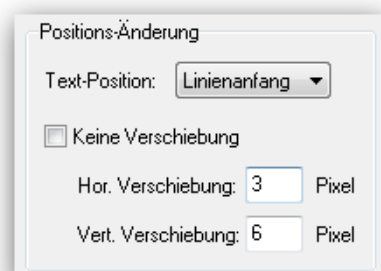 Positions-Änderung
Text-Position: Linienanfang
Keine Verschiebung
Hor. Verschiebung: 3 Pixel
Vert. Verschiebung: 6 Pixel